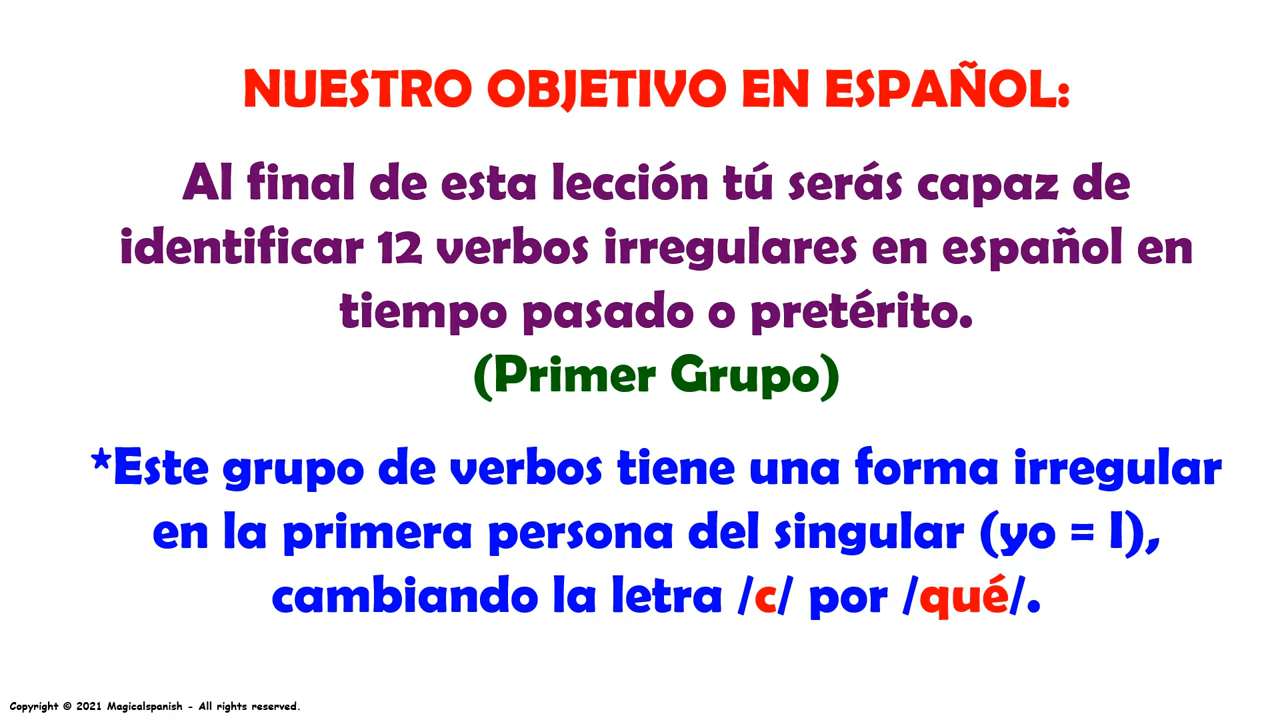 NUESTRO OBJETIVO EN ESPAÑOL:
Al final de esta lección tú serás capaz de
identificar 12 verbos irregulares en español en
tiempo pasado o pretérito.
(Primer Grupo)
*Este grupo de verbos tiene una forma irregular
en la primera persona del singular (yo = I),
cambiando la letra /c/ por /qué/.
Copyright © 2021 Magicalspanish - All rights reserved.